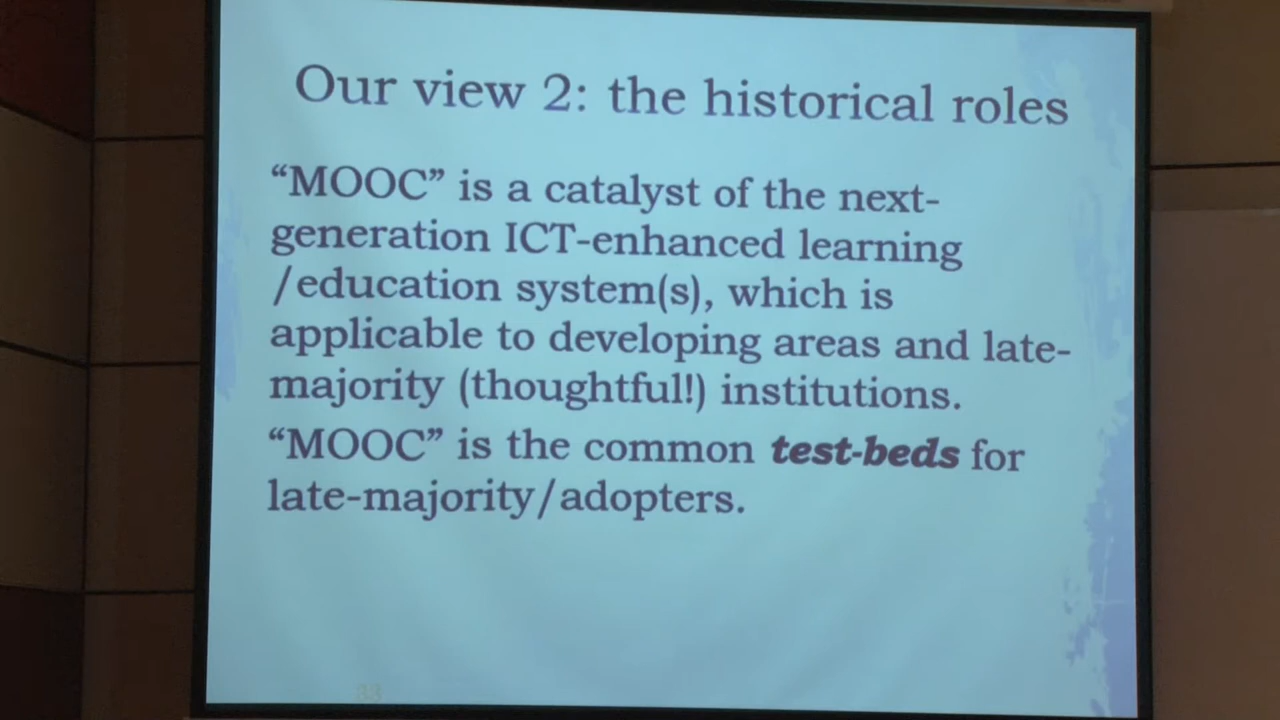 Our view 2: the historical roles
“MOOC” is a catalyst of the next-
generation ICT-enhanced learning
/education system(s), which is
applicable to developing areas and late-
majority (thoughtful!) institutions.
“MOOC” is the common test-beds for
late-majority/adopters.